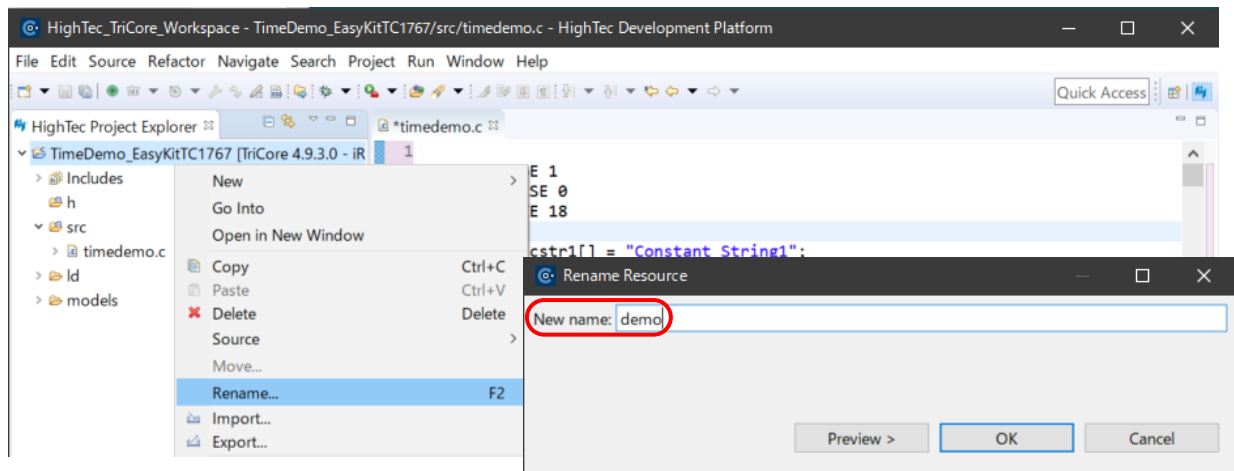 HighTec_TriCore_Workspace - TimeDemo_EasyKitTC1767/src/timedemo.c - HighTec Development Platform
File Edit Source Refactor Navigate Search Project Run Window Help
Quick Access
HighTec Project Explorer
*timedemo.c
TimeDemo_EasyKitTC1767 [TriCore 4.9.3.0 - iR
Includes
h
src
timedemo.c
ld
models
1
E 1
SE 0
E 18
cstr1[] = "Constant String1";
New
Go Into
Open in New Window
Copy Ctrl+C
Paste Ctrl+V
Delete Delete
Source
Move...
Rename... F2
Import...
Export...
Rename Resource
New name: demo
Preview >
OK
Cancel